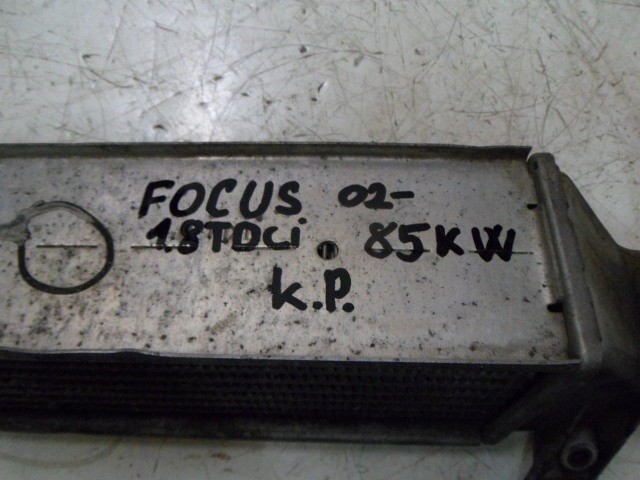 FOCUS 02-
1.8TDCi 85KW
K.P.